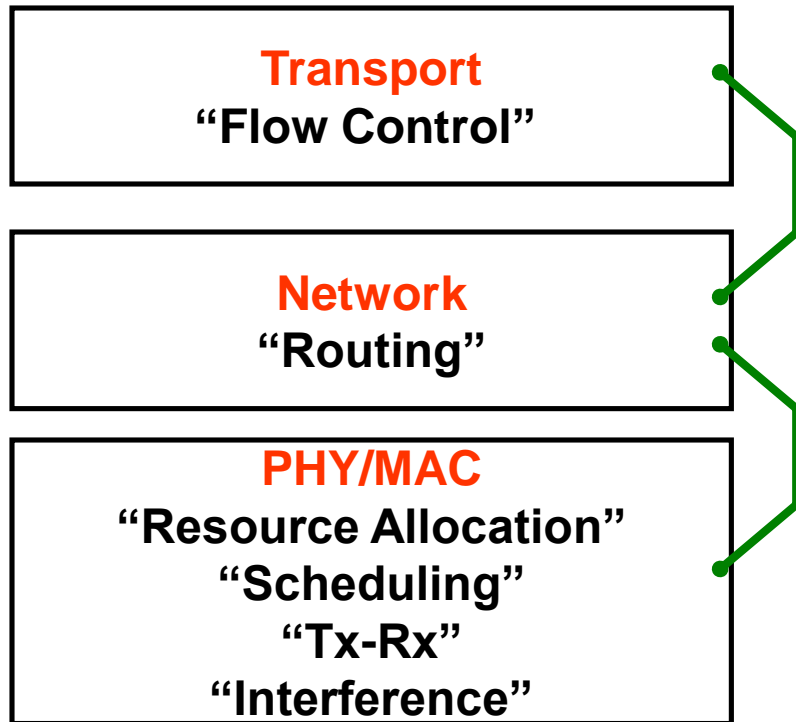 Transport
“Flow Control”
Network
“Routing”
PHY/MAC
“Resource Allocation”
“Scheduling”
“Tx-Rx”
“Interference”